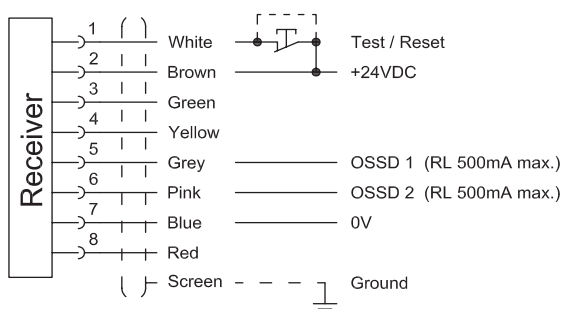 Receiver
1 White Test / Reset
2 Brown +24VDC
3 Green
4 Yellow
5 Grey OSSD 1 (RL 500mA max.)
6 Pink OSSD 2 (RL 500mA max.)
7 Blue 0V
8 Red
Screen Ground